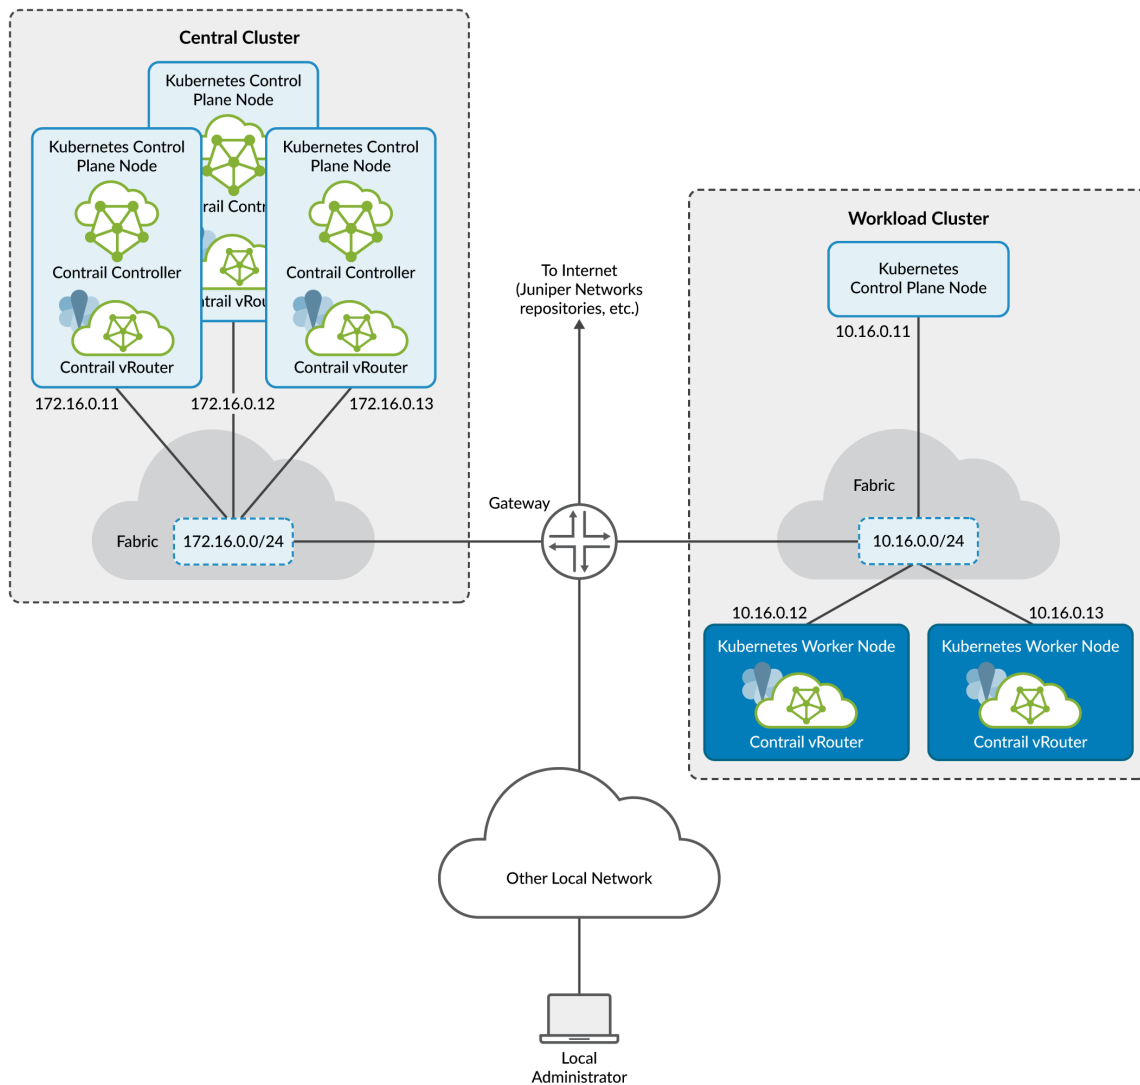 Central Cluster
Kubernetes Control
Plane Node
Kubernetes Control
Plane Node
Contrail Controller
Contrail vRouter
Kubernetes Control
Plane Node
Contrail Controller
Contrail vRouter
172.16.0.11
172.16.0.12
172.16.0.13
Fabric
172.16.0.0/24
To Internet
(Juniper Networks
repositories, etc.)
Gateway
Workload Cluster
Kubernetes
Control Plane Node
10.16.0.11
Fabric
10.16.0.0/24
10.16.0.12
10.16.0.13
Kubernetes Worker Node
Contrail vRouter
Kubernetes Worker Node
Contrail vRouter
Other Local Network
Local
Administrator